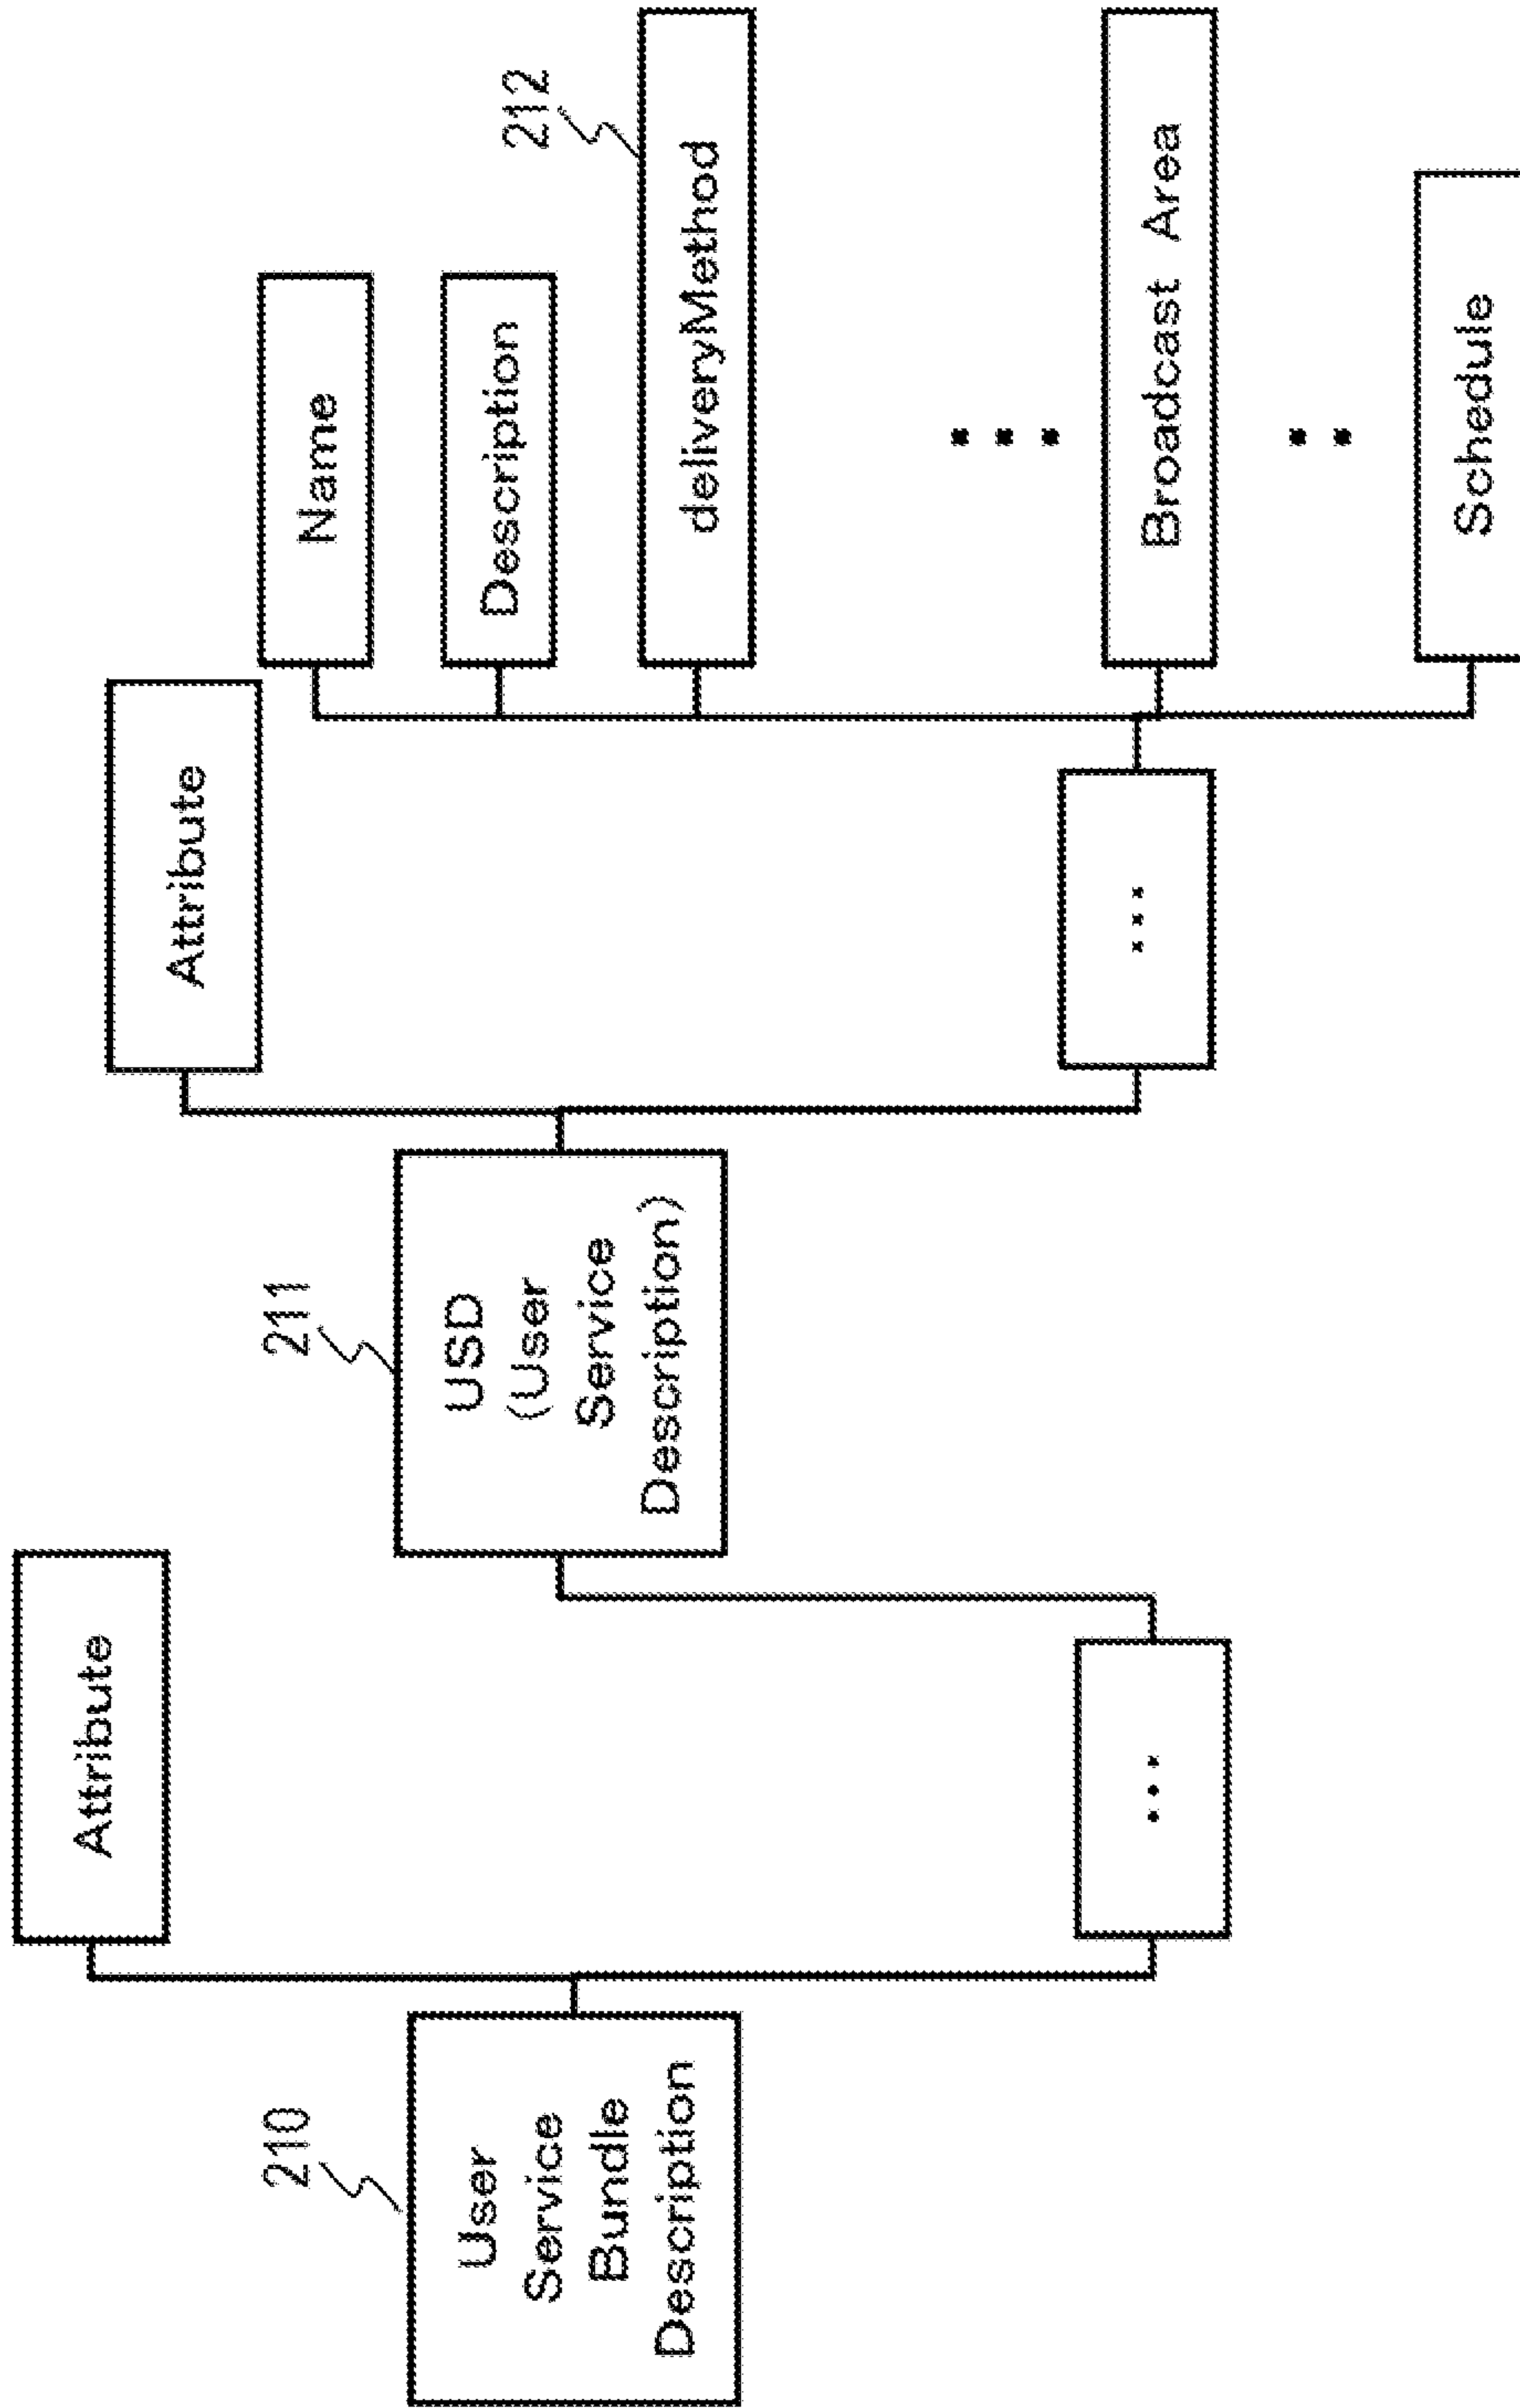 210
User
Service
Bundle
Description
Attribute
...
211
USD
(User
Service
Description)
Attribute
...
Name
Description
212
deliveryMethod
...
Broadcast Area
..
Schedule